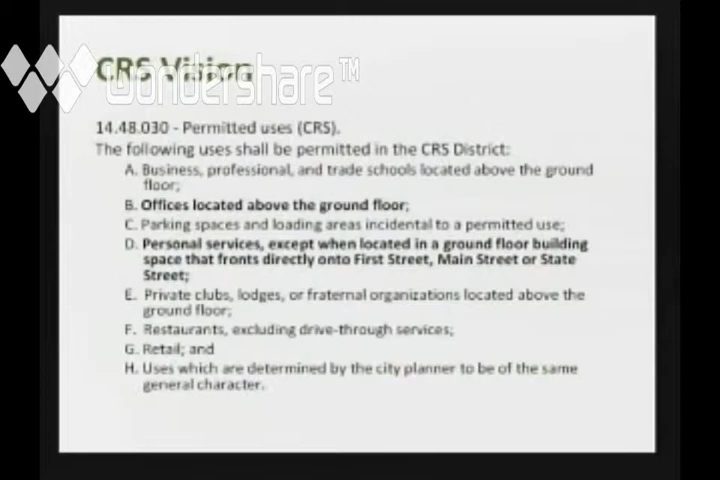 CRS Vision
wondershare™
14.48.030 - Permitted uses (CRS).
The following uses shall be permitted in the CRS District:
A. Business, professional, and trade schools located above the ground
floor;
B. Offices located above the ground floor;
C. Parking spaces and loading areas incidental to a permitted use;
D. Personal services, except when located in a ground floor building
space that fronts directly onto First Street, Main Street or State
Street;
E. Private clubs, lodges, or fraternal organizations located above the
ground floor;
F. Restaurants, excluding drive-through services;
G. Retail; and
H. Uses which are determined by the city planner to be of the same
general character.